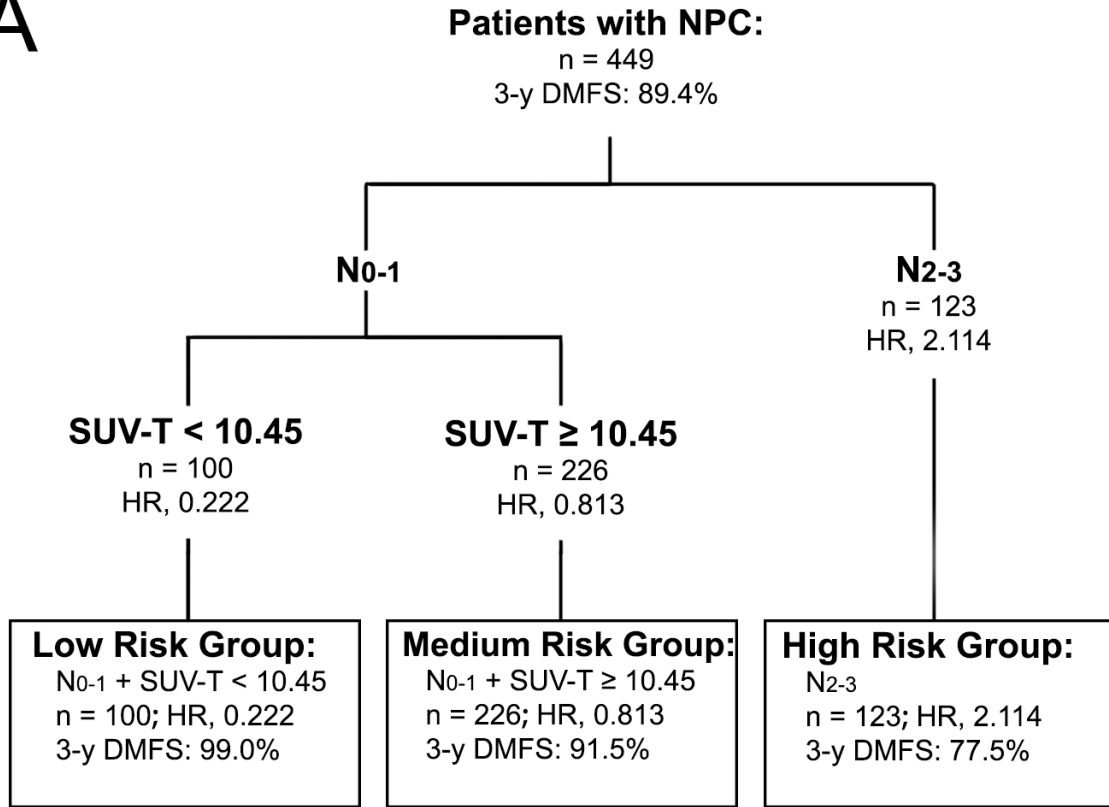 A
Patients with NPC:
n = 449
3-y DMFS: 89.4%
N0-1
N2-3
n = 123
HR, 2.114
SUV-T < 10.45
n = 100
HR, 0.222
SUV-T ≥ 10.45
n = 226
HR, 0.813
Low Risk Group:
N0-1 + SUV-T < 10.45
n = 100; HR, 0.222
3-y DMFS: 99.0%
Medium Risk Group:
N0-1 + SUV-T ≥ 10.45
n = 226; HR, 0.813
3-y DMFS: 91.5%
High Risk Group:
N2-3
n = 123; HR, 2.114
3-y DMFS: 77.5%